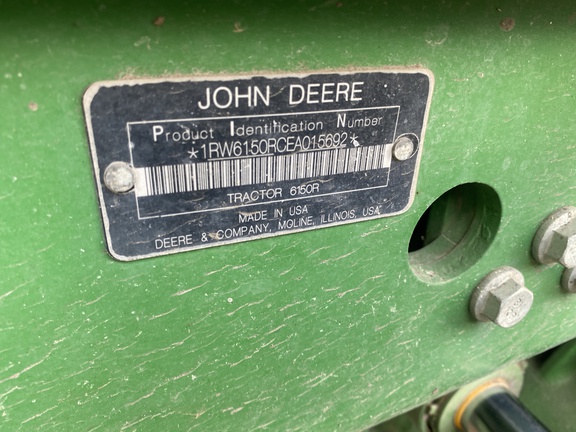 JOHN DEERE
Product Identification Number
*1RW6150RCEA015692*
TRACTOR 6150R
MADE IN USA
DEERE & COMPANY, MOLINE, ILLINOIS, USA